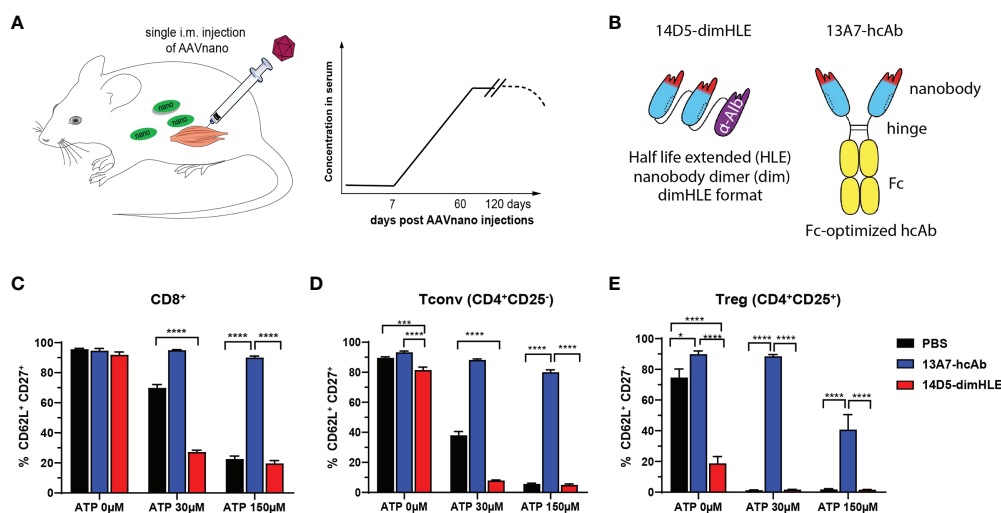 A
single i.m. injection
of AAVnano
nano
nano
nano
Concentration in serum
7
60
120 days
days post AAVnano injections
B
14D5-dimHLE
13A7-hcAb
α-Alb
nanobody
hinge
Fc
Half life extended (HLE)
nanobody dimer (dim)
dimHLE format
Fc-optimized hcAb
C
CD8⁺
% CD62L⁺ CD27⁺
100
80
60
40
20
0
**** **** ****
ATP 0µM ATP 30µM ATP 150µM
D
Tconv (CD4⁺CD25⁻)
% CD62L⁺ CD27⁺
100
80
60
40
20
0
***
**** **** **** ****
ATP 0µM ATP 30µM ATP 150µM
E
Treg (CD4⁺CD25⁺)
% CD62L⁺ CD27⁺
100
80
60
40
20
0
****
* **** **** ****
**** ****
ATP 0µM ATP 30µM ATP 150µM
PBS
13A7-hcAb
14D5-dimHLE